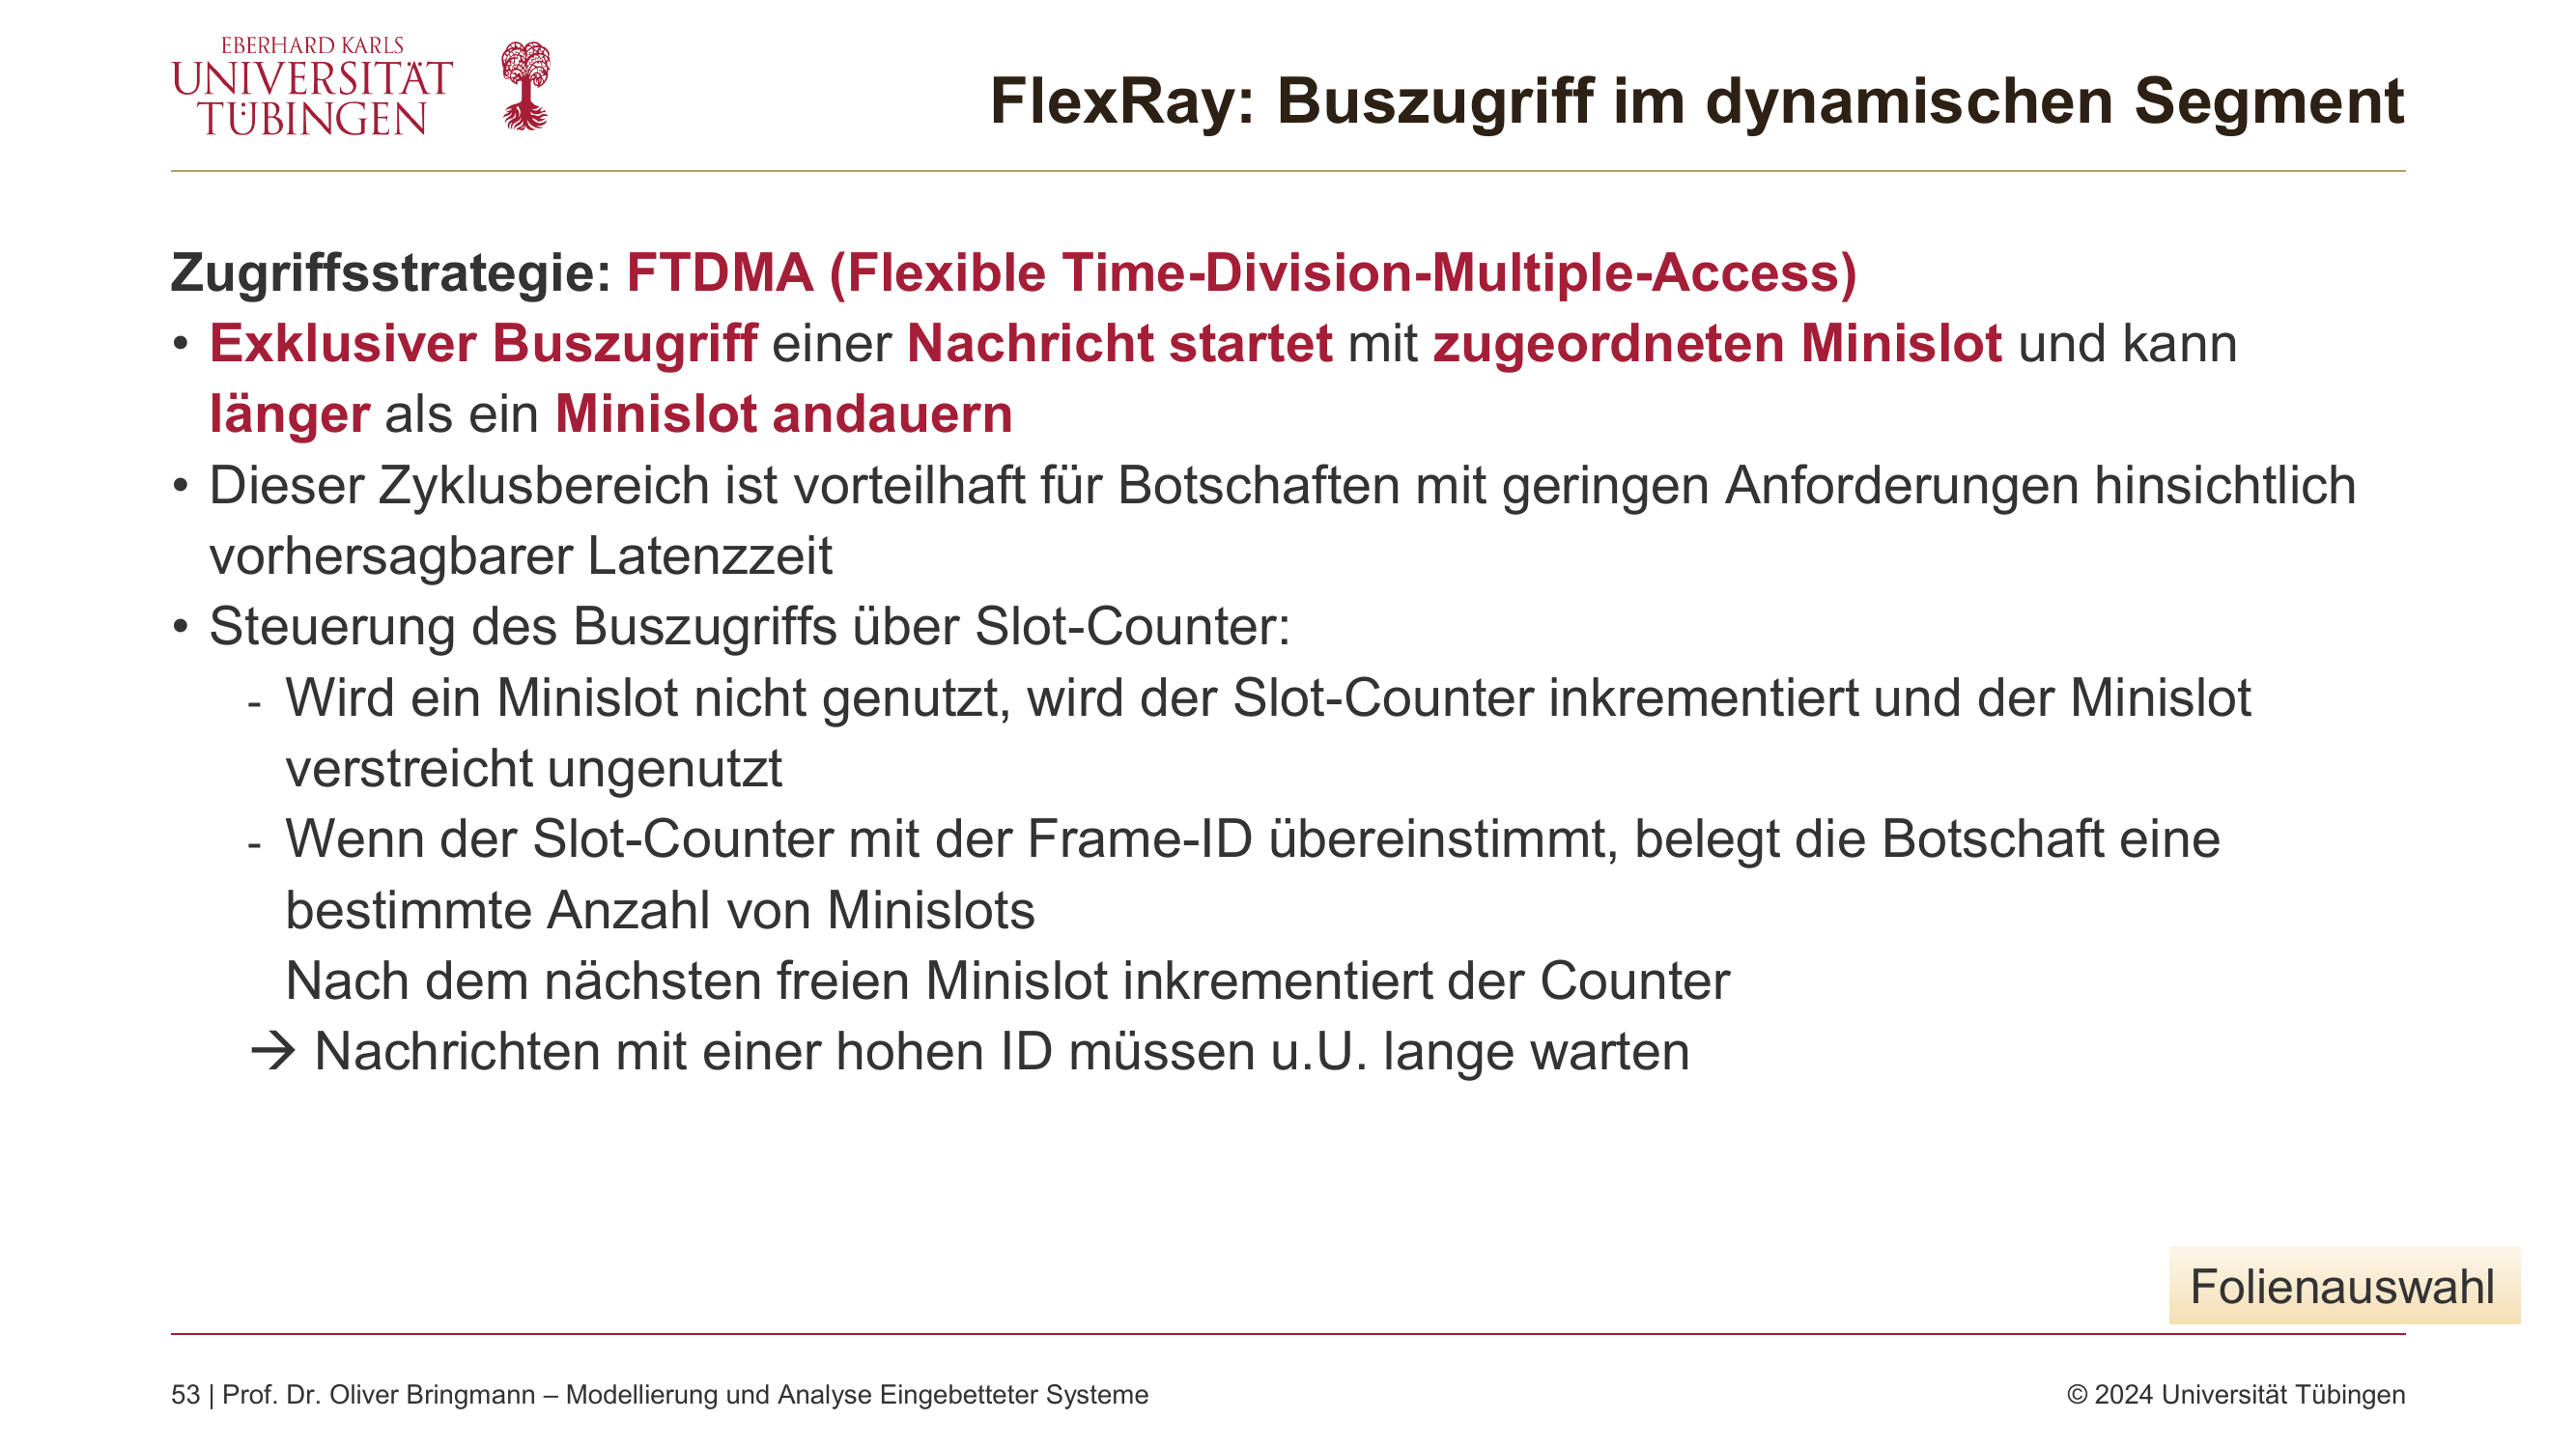 EBERHARD KARLS
UNIVERSITÄT
TÜBINGEN
FlexRay: Buszugriff im dynamischen Segment
Zugriffsstrategie: FTDMA (Flexible Time-Division-Multiple-Access)
• Exklusiver Buszugriff einer Nachricht startet mit zugeordneten Minislot und kann
länger als ein Minislot andauern
• Dieser Zyklusbereich ist vorteilhaft für Botschaften mit geringen Anforderungen hinsichtlich
vorhersagbarer Latenzzeit
• Steuerung des Buszugriffs über Slot-Counter:
- Wird ein Minislot nicht genutzt, wird der Slot-Counter inkrementiert und der Minislot
verstreicht ungenutzt
- Wenn der Slot-Counter mit der Frame-ID übereinstimmt, belegt die Botschaft eine
bestimmte Anzahl von Minislots
Nach dem nächsten freien Minislot inkrementiert der Counter
→ Nachrichten mit einer hohen ID müssen u.U. lange warten
Folienauswahl
53 | Prof. Dr. Oliver Bringmann – Modellierung und Analyse Eingebetteter Systeme
© 2024 Universität Tübingen